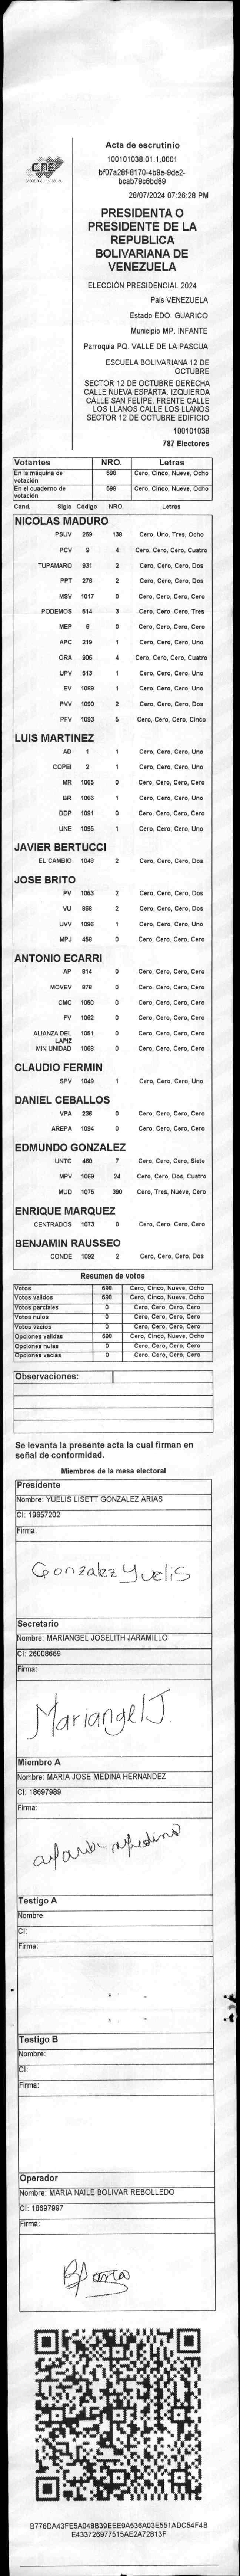 CNE
Acta de escrutinio
100101038.01.1.0001
bf07a28f-8170-4b9e-9de2-
bcab79c6bd89
28/07/2024 07:26:28 PM
PRESIDENTA O
PRESIDENTE DE LA
REPUBLICA
BOLIVARIANA DE
VENEZUELA
ELECCIÓN PRESIDENCIAL 2024
País VENEZUELA
Estado EDO. GUARICO
Municipio MP. INFANTE
Parroquia PQ. VALLE DE LA PASCUA
ESCUELA BOLIVARIANA 12 DE
OCTUBRE
SECTOR 12 DE OCTUBRE DERECHA
CALLE NUEVA ESPARTA. IZQUIERDA
CALLE SAN FELIPE. FRENTE CALLE
LOS LLANOS CALLE LOS LLANOS
SECTOR 12 DE OCTUBRE EDIFICIO
100101038
787 Electores
Votantes NRO. Letras
En la máquina de votación 598 Cero, Cinco, Nueve, Ocho
En el cuaderno de votación 598 Cero, Cinco, Nueve, Ocho
Cand. Sigla Código NRO. Letras
NICOLAS MADURO
PSUV 269 138 Cero, Uno, Tres, Ocho
PCV 9 4 Cero, Cero, Cero, Cuatro
TUPAMARO 931 2 Cero, Cero, Cero, Dos
PPT 276 2 Cero, Cero, Cero, Dos
MSV 1017 0 Cero, Cero, Cero, Cero
PODEMOS 514 3 Cero, Cero, Cero, Tres
MEP 6 0 Cero, Cero, Cero, Cero
APC 219 1 Cero, Cero, Cero, Uno
ORA 906 4 Cero, Cero, Cero, Cuatro
UPV 513 1 Cero, Cero, Cero, Uno
EV 1089 1 Cero, Cero, Cero, Uno
PVV 1090 2 Cero, Cero, Cero, Dos
PFV 1093 5 Cero, Cero, Cero, Cinco
LUIS MARTINEZ
AD 1 1 Cero, Cero, Cero, Uno
COPEI 2 1 Cero, Cero, Cero, Uno
MR 1065 0 Cero, Cero, Cero, Cero
BR 1066 1 Cero, Cero, Cero, Uno
DDP 1091 0 Cero, Cero, Cero, Cero
UNE 1095 1 Cero, Cero, Cero, Uno
JAVIER BERTUCCI
EL CAMBIO 1048 2 Cero, Cero, Cero, Dos
JOSE BRITO
PV 1053 2 Cero, Cero, Cero, Dos
VU 868 2 Cero, Cero, Cero, Dos
UVV 1096 1 Cero, Cero, Cero, Uno
MPJ 458 0 Cero, Cero, Cero, Cero
ANTONIO ECARRI
AP 814 0 Cero, Cero, Cero, Cero
MOVEV 878 0 Cero, Cero, Cero, Cero
CMC 1050 0 Cero, Cero, Cero, Cero
FV 1052 0 Cero, Cero, Cero, Cero
ALIANZA DEL LAPIZ 1051 0 Cero, Cero, Cero, Cero
MIN UNIDAD 1068 0 Cero, Cero, Cero, Cero
CLAUDIO FERMIN
SPV 1049 1 Cero, Cero, Cero, Uno
DANIEL CEBALLOS
VPA 236 0 Cero, Cero, Cero, Cero
AREPA 1094 0 Cero, Cero, Cero, Cero
EDMUNDO GONZALEZ
UNTC 460 7 Cero, Cero, Cero, Siete
MPV 1069 24 Cero, Cero, Dos, Cuatro
MUD 1075 390 Cero, Tres, Nueve, Cero
ENRIQUE MARQUEZ
CENTRADOS 1073 0 Cero, Cero, Cero, Cero
BENJAMIN RAUSSEO
CONDE 1092 2 Cero, Cero, Cero, Dos
Resumen de votos
Votos 598 Cero, Cinco, Nueve, Ocho
Votos validos 598 Cero, Cinco, Nueve, Ocho
Votos parciales 0 Cero, Cero, Cero, Cero
Votos nulos 0 Cero, Cero, Cero, Cero
Votos vacios 0 Cero, Cero, Cero, Cero
Opciones validas 598 Cero, Cinco, Nueve, Ocho
Opciones nulas 0 Cero, Cero, Cero, Cero
Opciones vacias 0 Cero, Cero, Cero, Cero
Observaciones:
Se levanta la presente acta la cual firman en
señal de conformidad.
Miembros de la mesa electoral
Presidente
Nombre: YUELIS LISETT GONZALEZ ARIAS
CI: 19657202
Firma:
Gonzalez Yuelis
Secretario
Nombre: MARIANGEL JOSELITH JARAMILLO
CI: 26008669
Firma:
Mariangel J.
Miembro A
Nombre: MARIA JOSE MEDINA HERNANDEZ
CI: 18697989
Firma:
Testigo A
Nombre:
CI:
Firma:
Testigo B
Nombre:
CI:
Firma:
Operador
Nombre: MARIA NAILE BOLIVAR REBOLLEDO
CI: 18697997
Firma:
B776DA43FE5A048B39EEE9A536A03E551ADC54F4B
E433726977515AE2A72813F